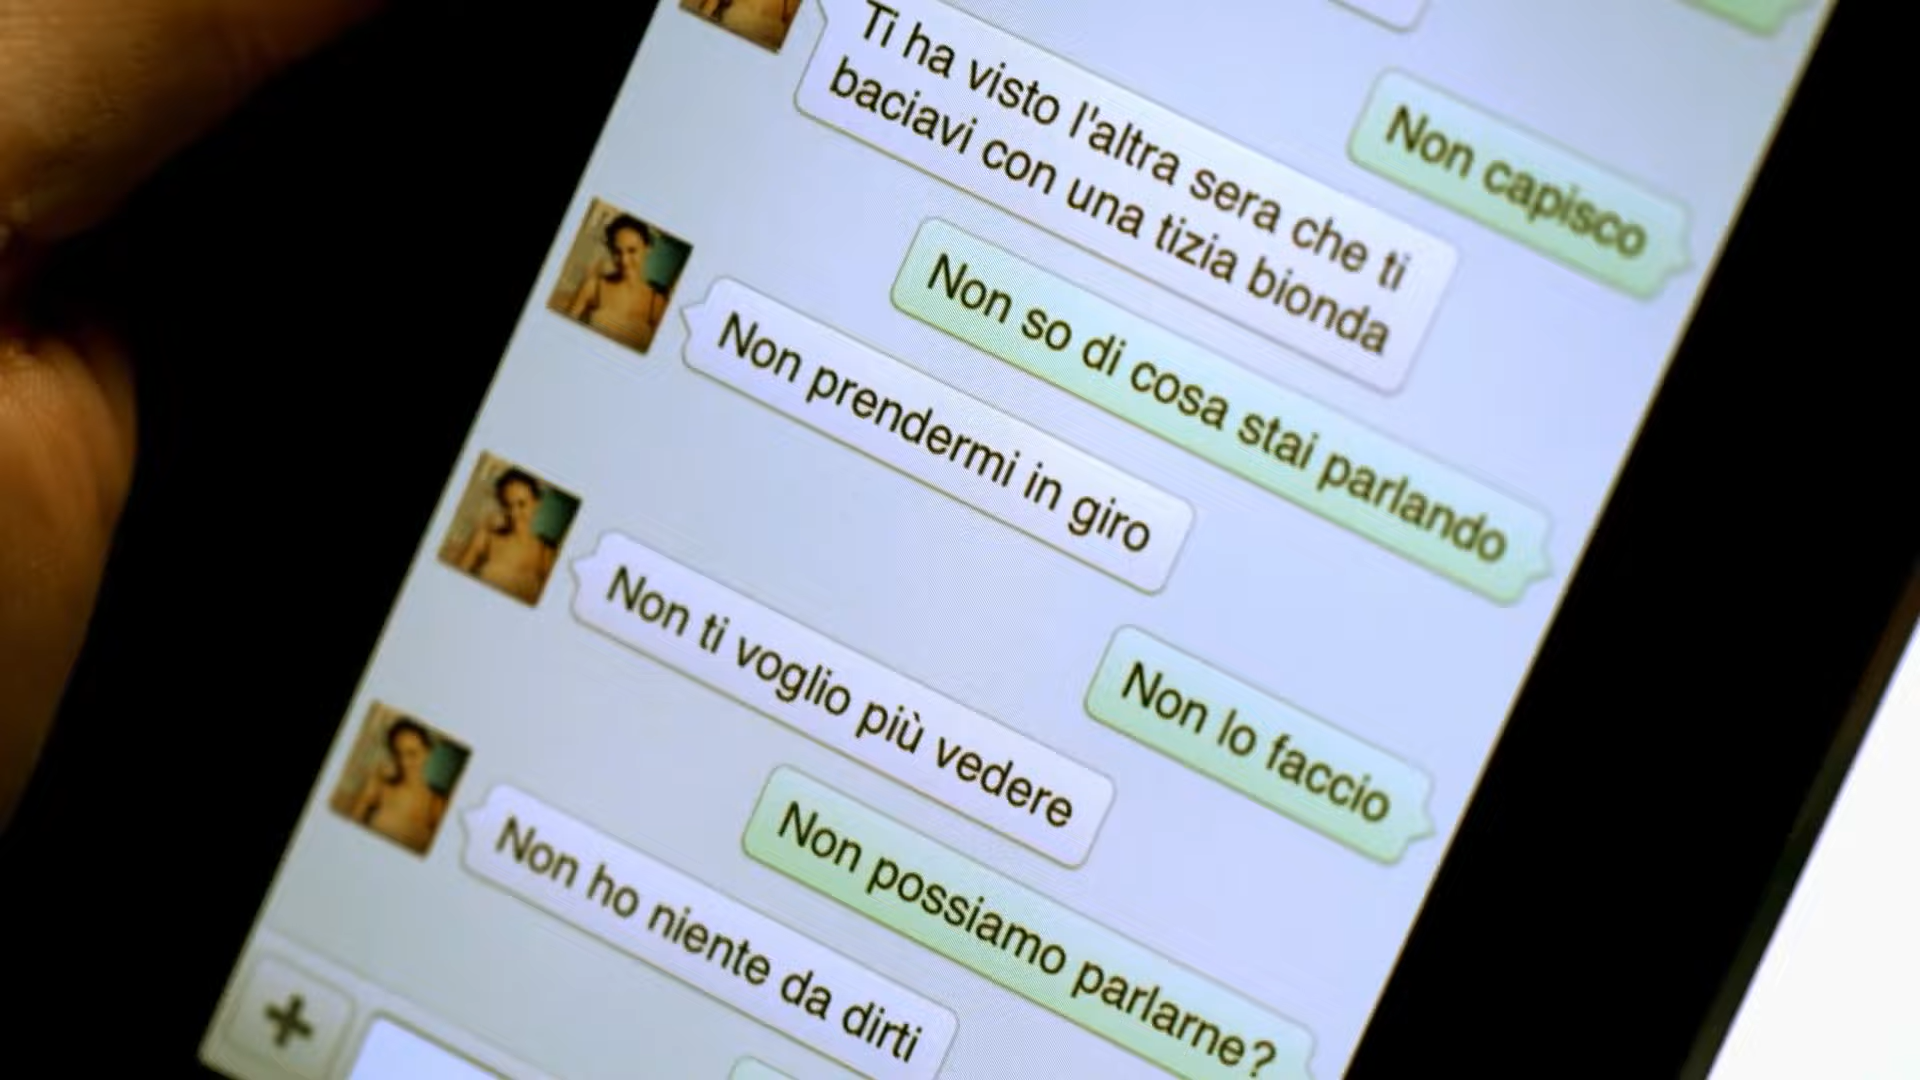 Non capisco
Ti ha visto l'altra sera che ti
baciavi con una tizia bionda
Non so di cosa stai parlando
Non prendermi in giro
Non lo faccio
Non ti voglio più vedere
Non possiamo parlarne?
Non ho niente da dirti